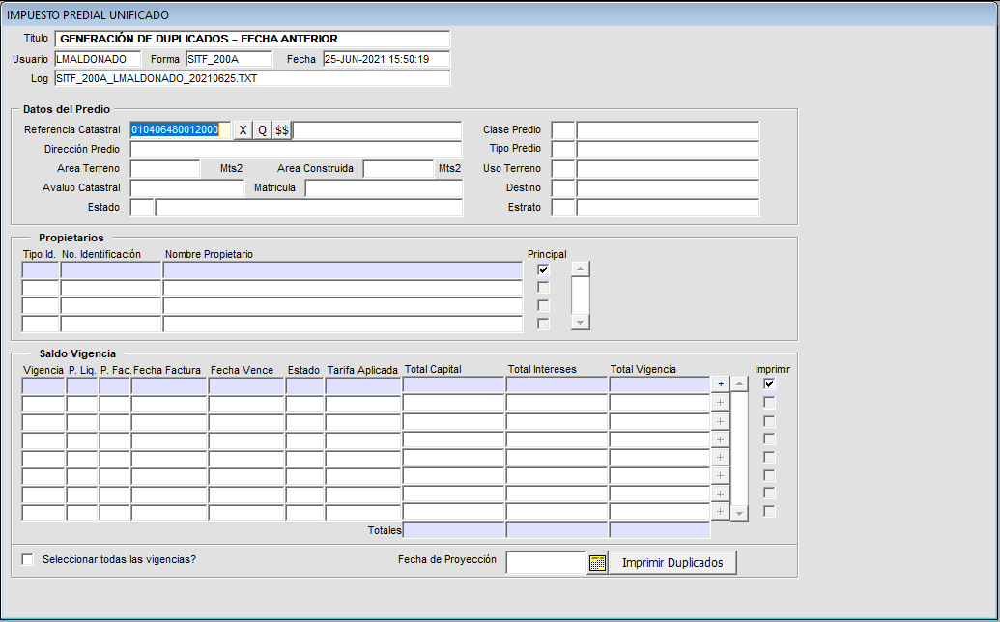 IMPUESTO PREDIAL UNIFICADO
Titulo GENERACIÓN DE DUPLICADOS – FECHA ANTERIOR
Usuario LMALDONADO Forma SITF_200A Fecha 25-JUN-2021 15:50:19
Log SITF_200A_LMALDONADO_20210625.TXT
Datos del Predio
Referencia Catastral 010406480012000 X Q $$ Clase Predio
Dirección Predio Tipo Predio
Area Terreno Mts2 Area Construida Mts2 Uso Terreno
Avaluo Catastral Matricula Destino
Estado Estrato
Propietarios
Tipo Id. No. Identificación Nombre Propietario Principal
Saldo Vigencia
Vigencia P. Liq. P. Fac. Fecha Factura Fecha Vence Estado Tarifa Aplicada Total Capital Total Intereses Total Vigencia Imprimir
+
+
+
+
+
+
+
+
Totales
Seleccionar todas las vigencias? Fecha de Proyección Imprimir Duplicados